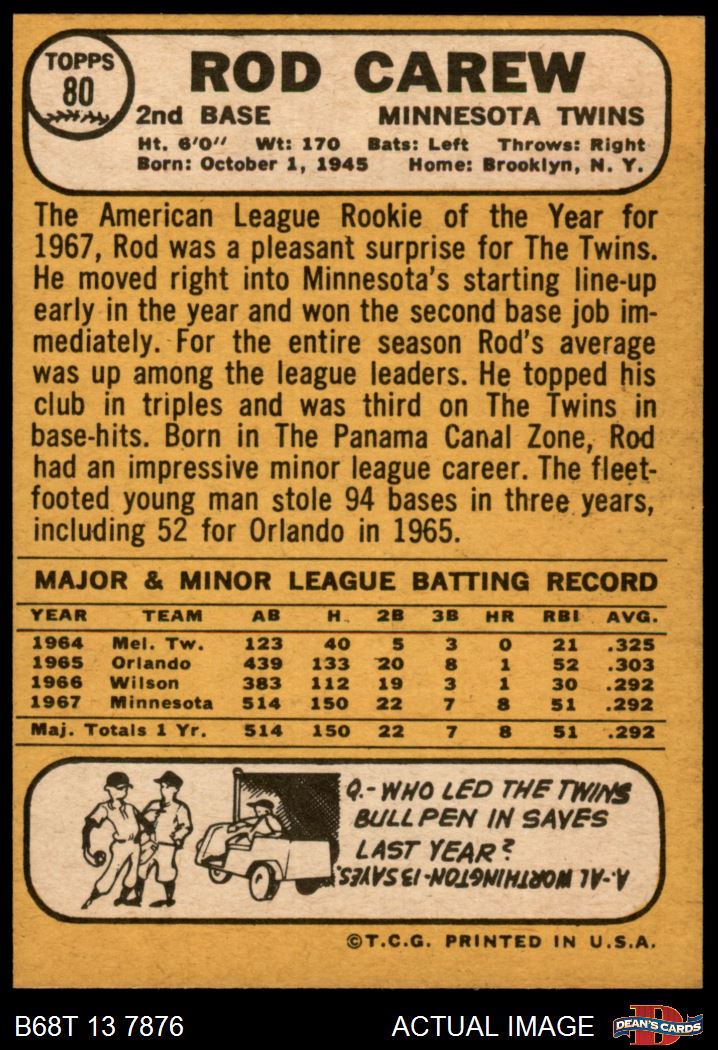 TOPPS
80
ROD CAREW
2nd BASE MINNESOTA TWINS
Ht. 6'0" Wt: 170 Bats: Left Throws: Right
Born: October 1, 1945 Home: Brooklyn, N. Y.
The American League Rookie of the Year for
1967, Rod was a pleasant surprise for The Twins.
He moved right into Minnesota's starting line-up
early in the year and won the second base job im-
mediately. For the entire season Rod's average
was up among the league leaders. He topped his
club in triples and was third on The Twins in
base-hits. Born in The Panama Canal Zone, Rod
had an impressive minor league career. The fleet-
footed young man stole 94 bases in three years,
including 52 for Orlando in 1965.
MAJOR & MINOR LEAGUE BATTING RECORD
YEAR TEAM AB H. 2B 3B HR RBI AVG.
1964 Mel. Tw. 123 40 5 3 0 21 .325
1965 Orlando 439 133 20 8 1 52 .303
1966 Wilson 383 112 19 3 1 30 .292
1967 Minnesota 514 150 22 7 8 51 .292
Maj. Totals 1 Yr. 514 150 22 7 8 51 .292
Q.- WHO LED THE TWINS
BULLPEN IN SAVES
LAST YEAR?
A.-AL WORTHINGTON-13 SAVES.
©T.C.G. PRINTED IN U.S.A.
B68T 13 7876 ACTUAL IMAGE DEAN'S CARDS